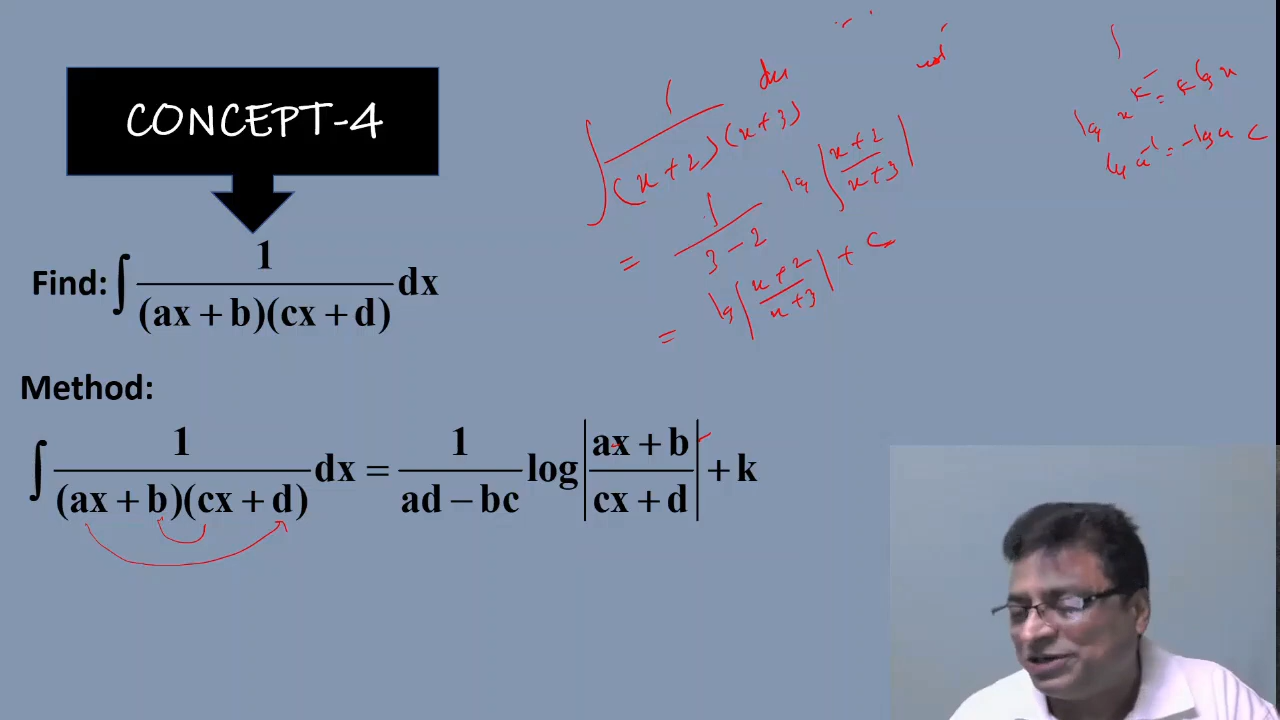 CONCEPT-4
Find: ∫ 1/((ax + b)(cx + d)) dx
Method:
∫ 1/((ax + b)(cx + d)) dx = 1/(ad − bc) log |(ax + b)/(cx + d)| + k
∫ 1/((x + 2)(x + 3)) dx
= 1/(3 − 2) log |(x + 2)/(x + 3)|
= log |(x + 2)/(x + 3)| + c
log x^k = k log x
log x^-1 = - log x